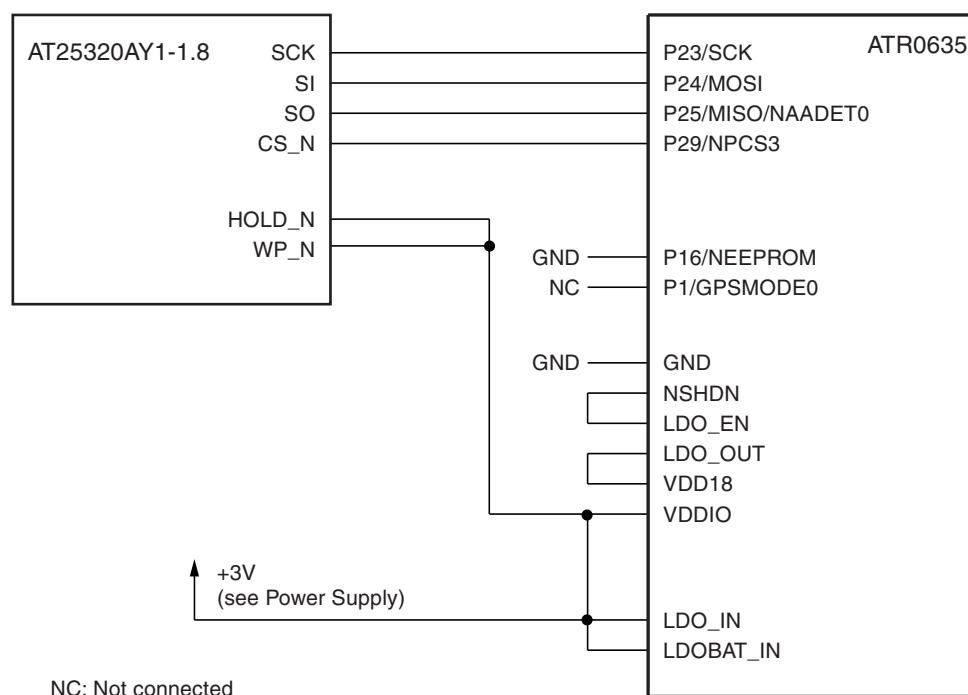 AT25320AY1-1.8
SCK
SI
SO
CS_N
HOLD_N
WP_N
ATR0635
P23/SCK
P24/MOSI
P25/MISO/NAADET0
P29/NPCS3
GND
P16/NEEPROM
NC
P1/GPSMODE0
GND
GND
NSHDN
LDO_EN
LDO_OUT
VDD18
VDDIO
+3V
(see Power Supply)
LDO_IN
LDOBAT_IN
NC: Not connected